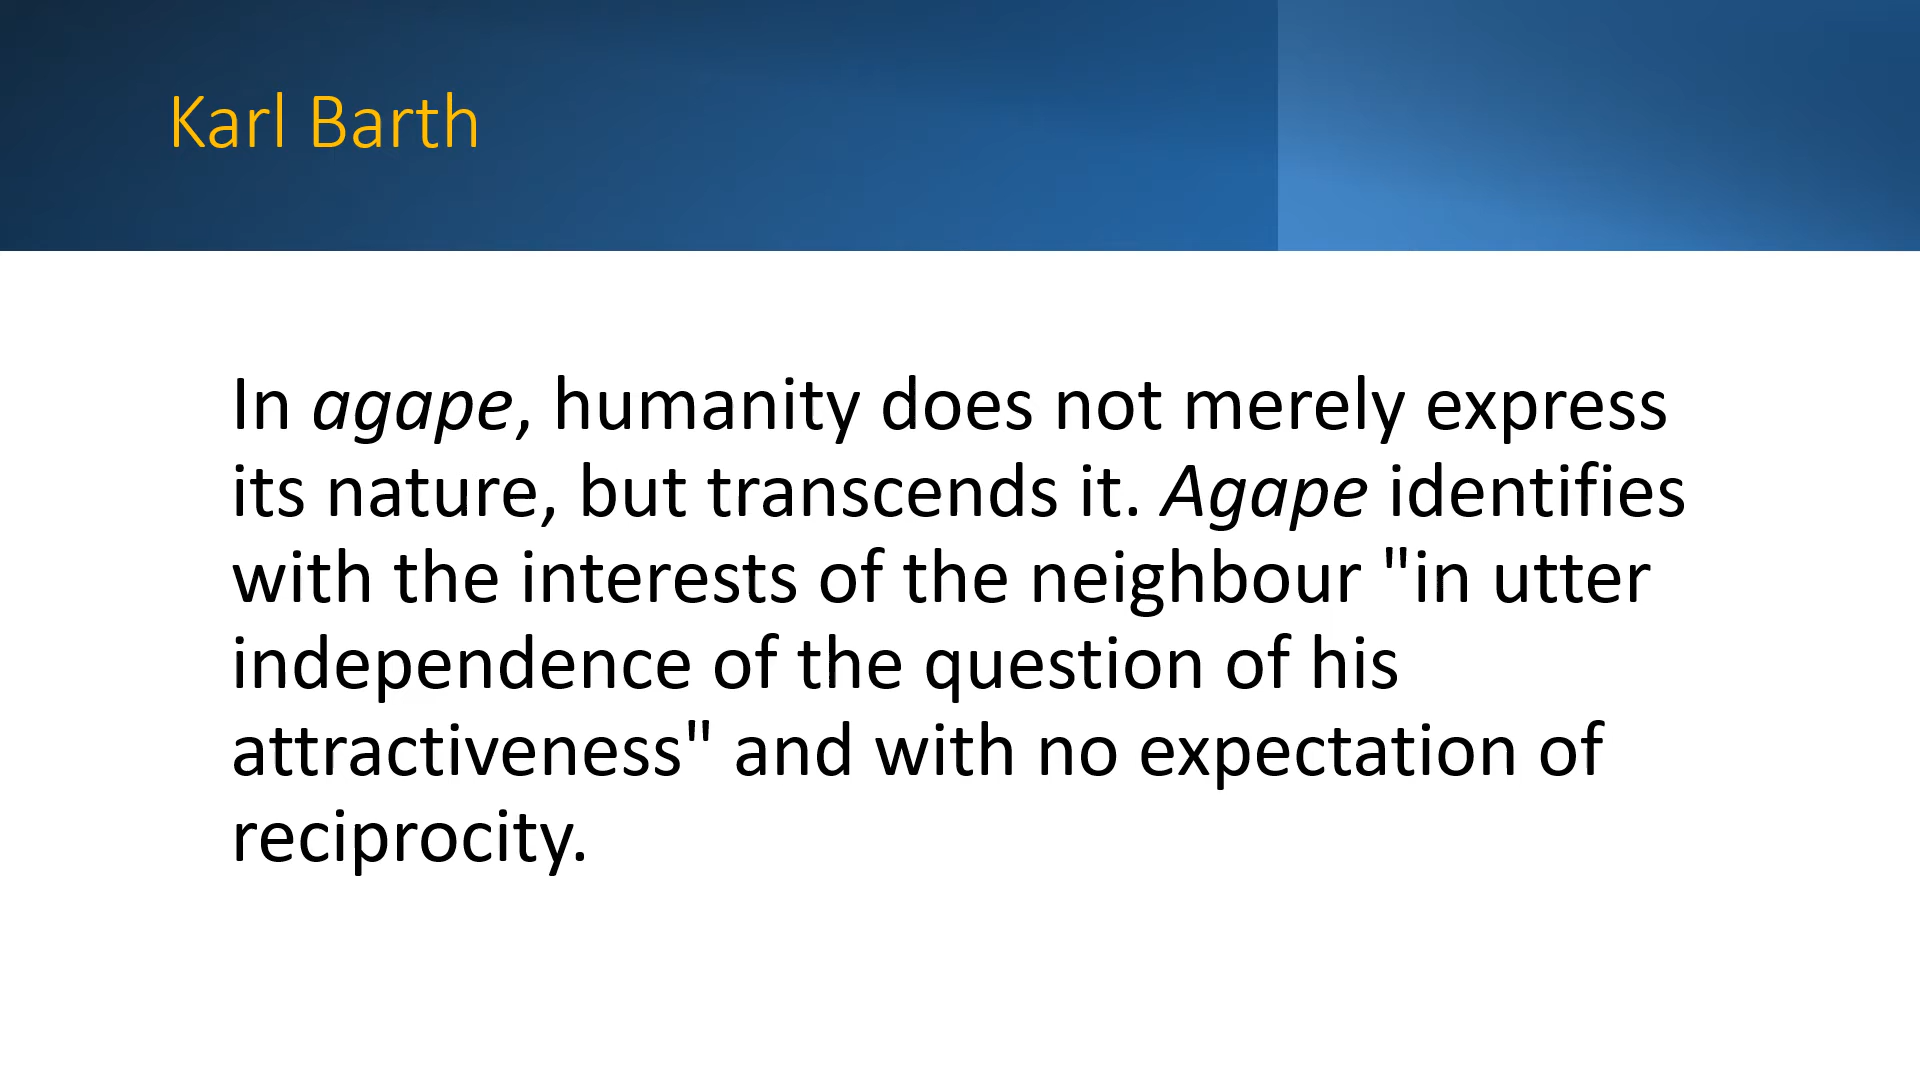 Karl Barth
In agape, humanity does not merely express
its nature, but transcends it. Agape identifies
with the interests of the neighbour "in utter
independence of the question of his
attractiveness" and with no expectation of
reciprocity.